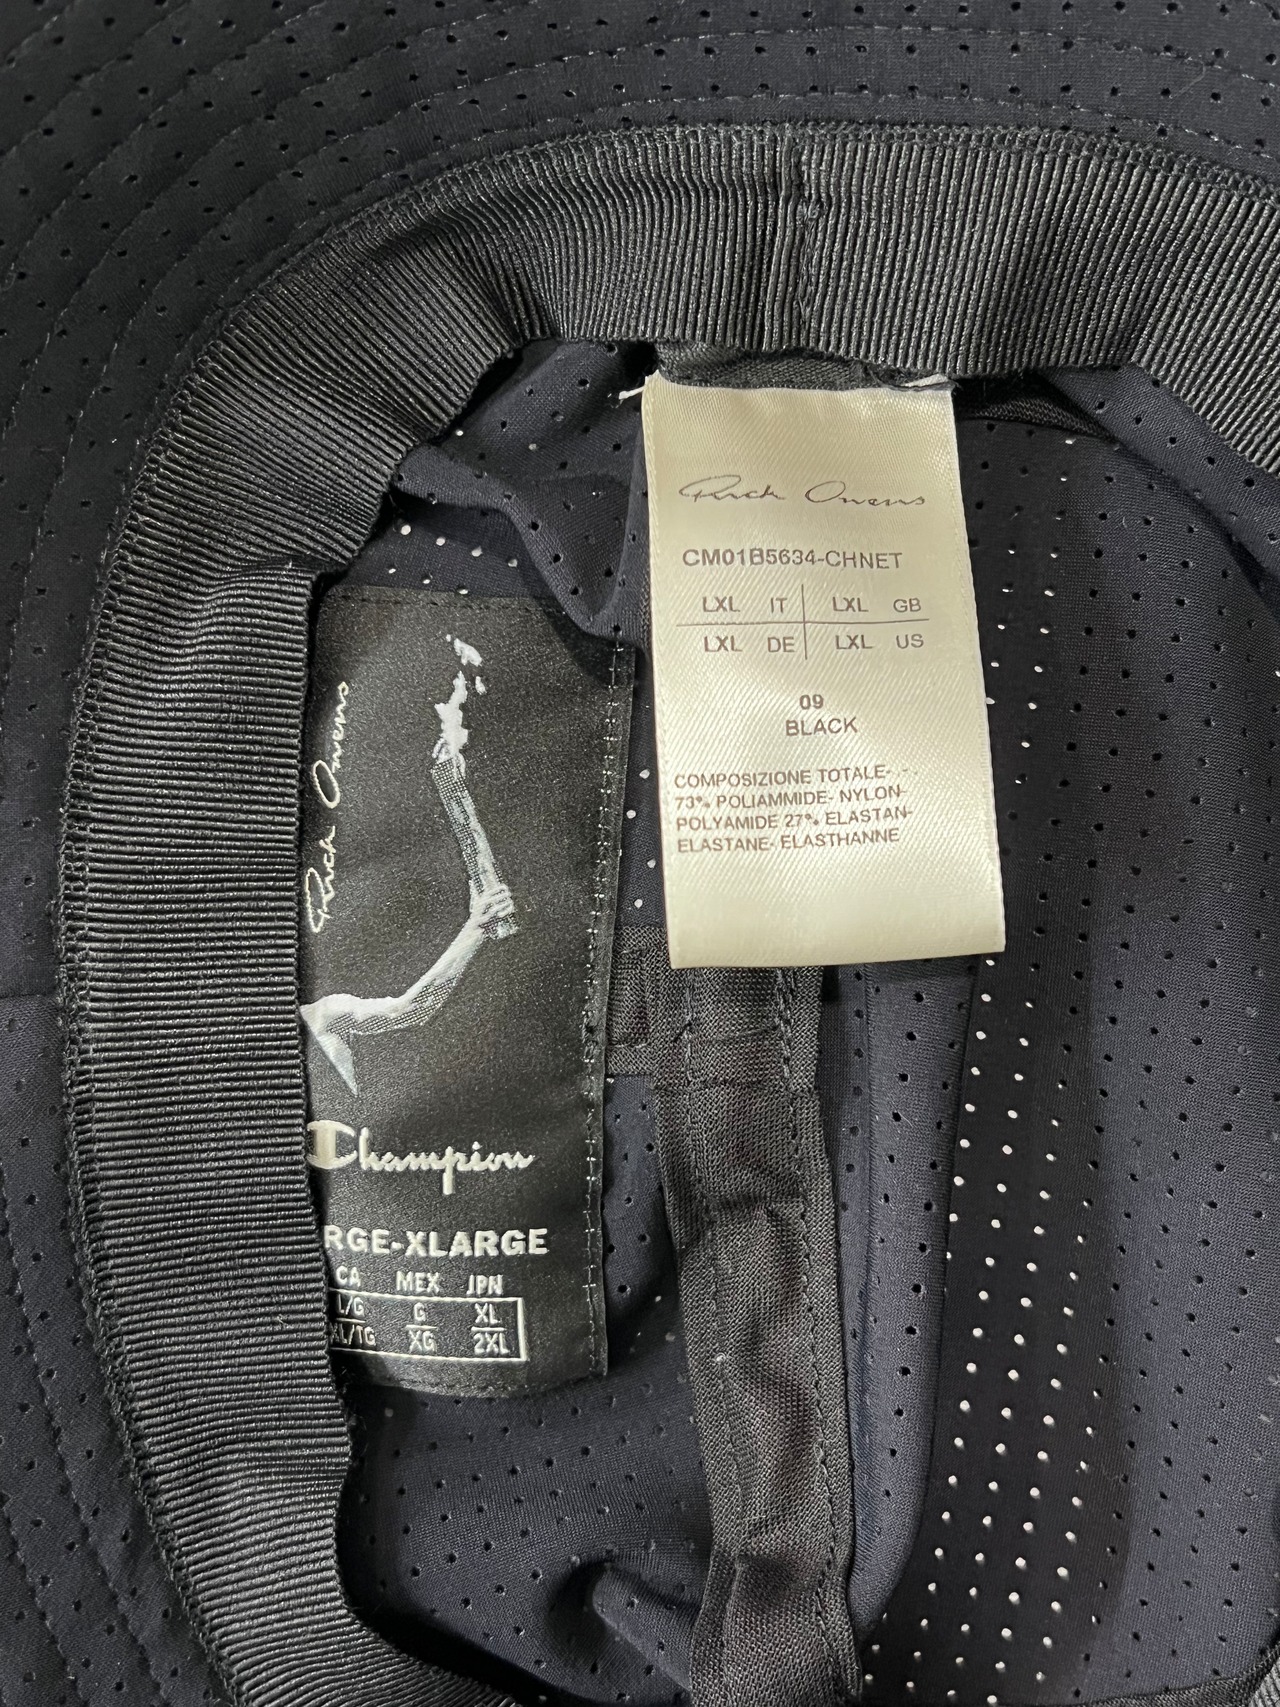 Rick Owens
CM01B5634-CHNET
LXL IT LXL GB
LXL DE LXL US
09
BLACK
COMPOSIZIONE TOTALE-
73% POLIAMMIDE- NYLON-
POLYAMIDE 27% ELASTAN-
ELASTANE- ELASTHANNE
Rick Owens
Champion
RGE-XLARGE
CA MEX JPN
L/G G XL
XL/TG XG 2XL